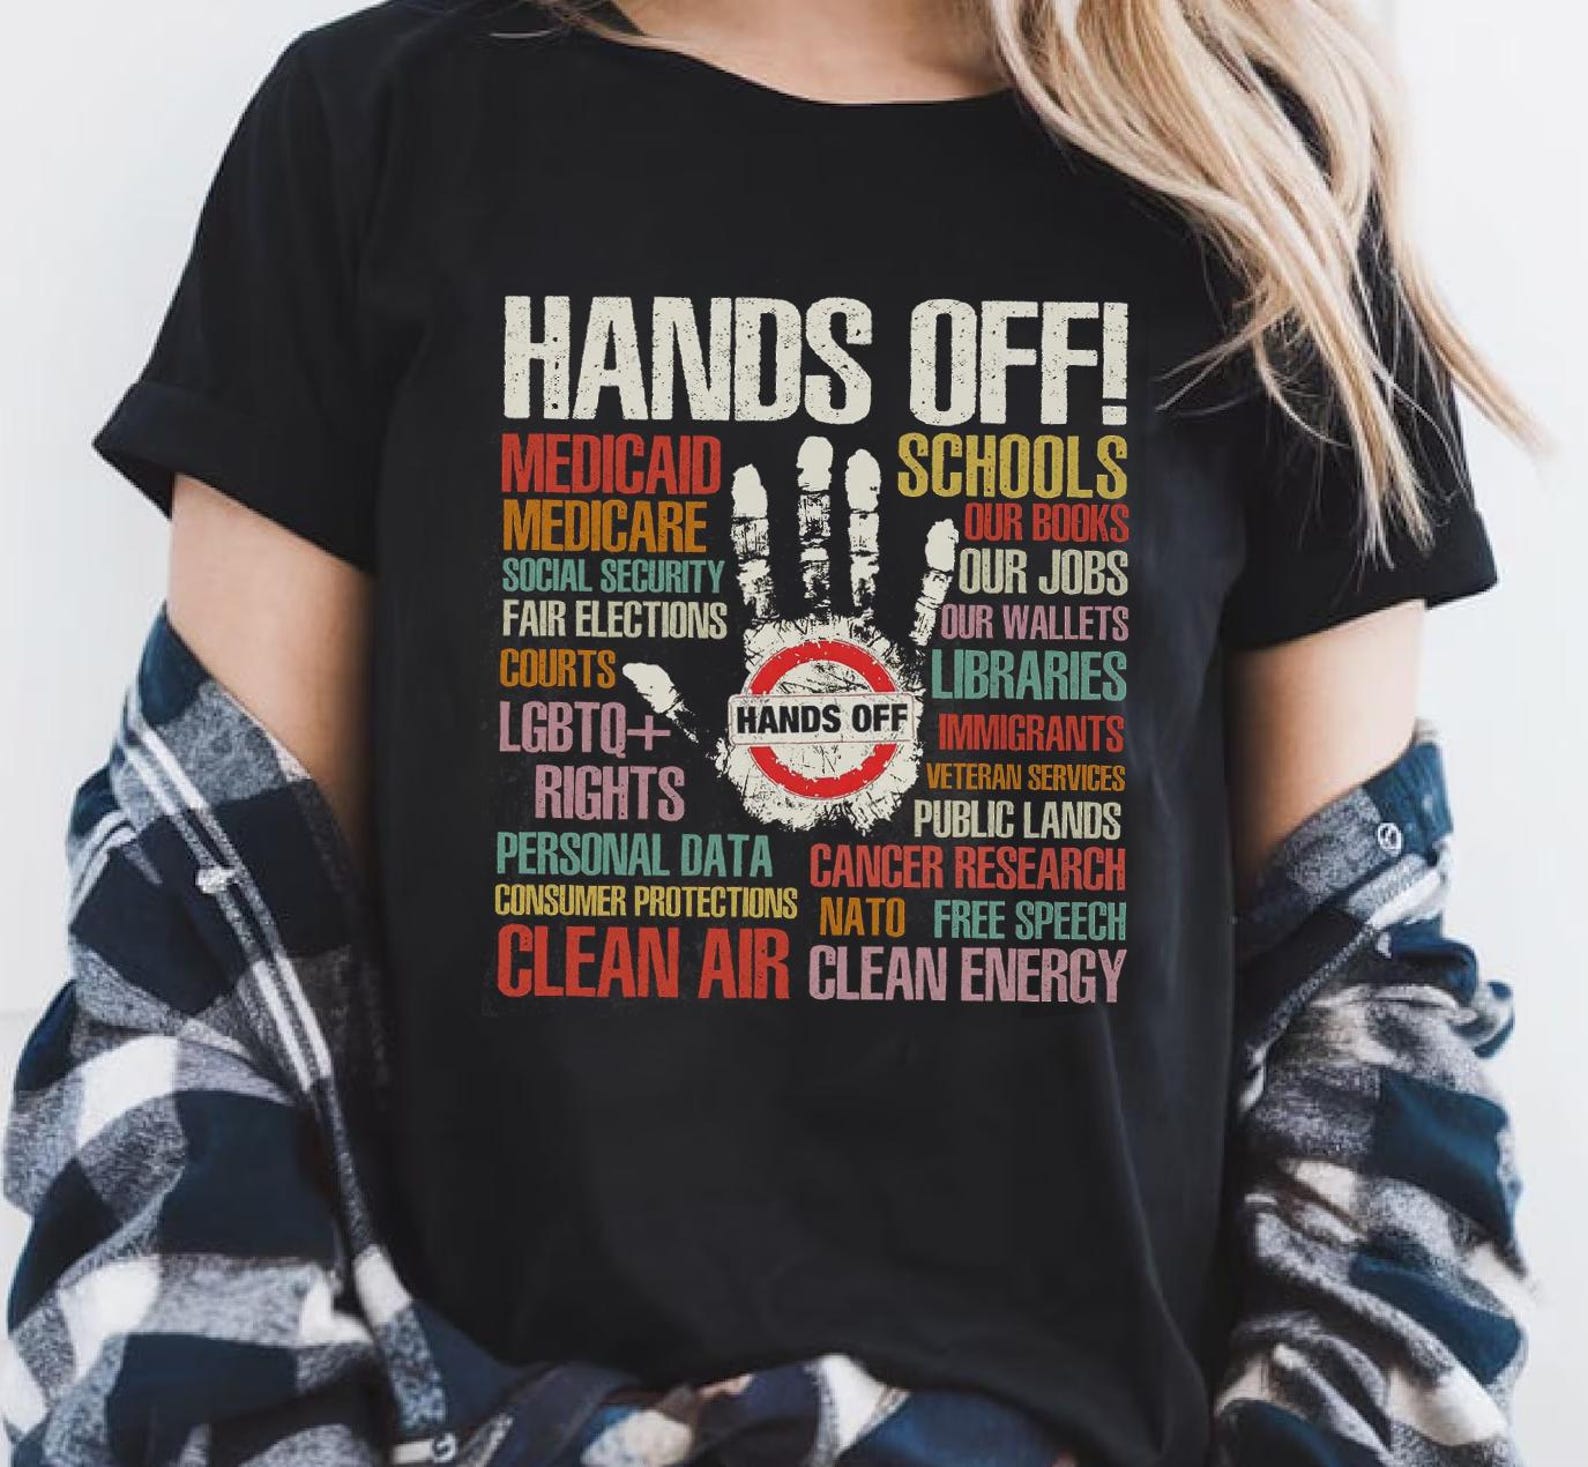 HANDS OFF!
MEDICAID
MEDICARE
SOCIAL SECURITY
FAIR ELECTIONS
COURTS
LGBTQ+
RIGHTS
PERSONAL DATA
CONSUMER PROTECTIONS
CLEAN AIR
HANDS OFF
SCHOOLS
OUR BOOKS
OUR JOBS
OUR WALLETS
LIBRARIES
IMMIGRANTS
VETERAN SERVICES
PUBLIC LANDS
CANCER RESEARCH
NATO FREE SPEECH
CLEAN ENERGY